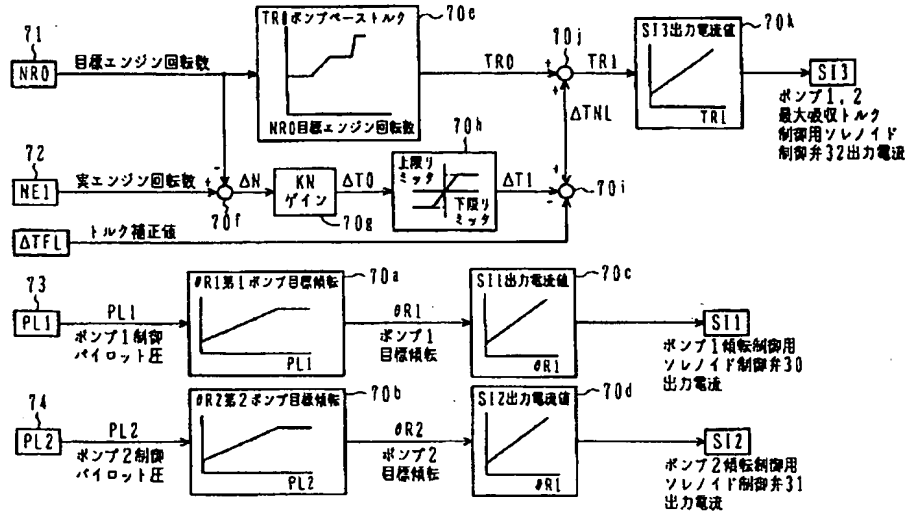 71
NR0
目標エンジン回転数
TR0ポンプベーストルク
NR0目標エンジン回転数
70e
TR0
+
70j
+
TR1
SI3出力電流値
TR1
70k
SI3
ポンプ1,2
最大吸収トルク
制御用ソレノイド
制御弁32出力電流
ΔTNL
72
NE1
実エンジン回転数
-
+
70f
ΔN
KN
ゲイン
70g
ΔT0
上限リ
ミッタ
下限リ
ミッタ
70h
ΔT1
+
-
70i
ΔTFL
トルク補正値
73
PL1
PL1
ポンプ1制御
パイロット圧
θR1第1ポンプ目標傾転
PL1
70a
θR1
ポンプ1
目標傾転
SI1出力電流値
θR1
70c
SI1
ポンプ1傾転制御用
ソレノイド制御弁30
出力電流
74
PL2
PL2
ポンプ2制御
パイロット圧
θR2第2ポンプ目標傾転
PL2
70b
θR2
ポンプ2
目標傾転
SI2出力電流値
θR1
70d
SI2
ポンプ2傾転制御用
ソレノイド制御弁31
出力電流